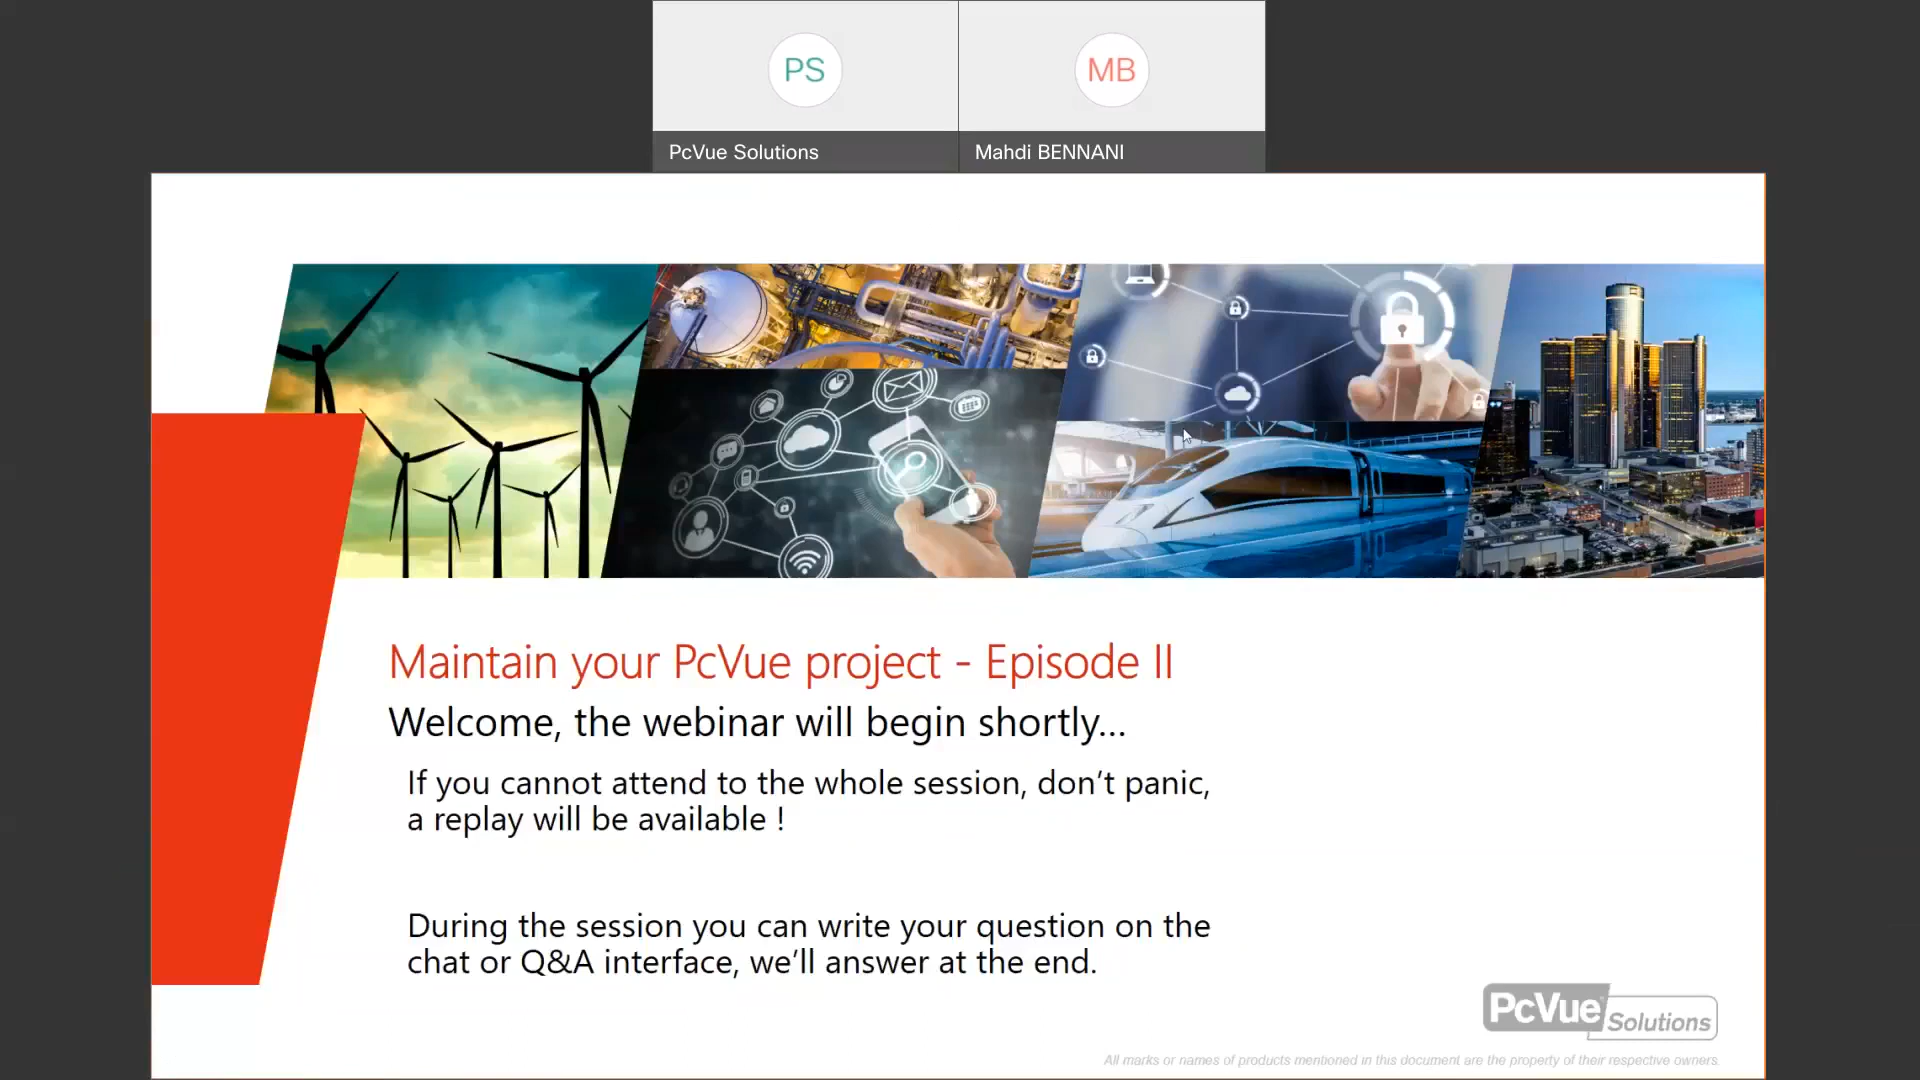 PS
MB
PcVue Solutions
Mahdi BENNANI
Maintain your PcVue project - Episode II
Welcome, the webinar will begin shortly...
If you cannot attend to the whole session, don't panic,
a replay will be available !
During the session you can write your question on the
chat or Q&A interface, we'll answer at the end.
PcVue Solutions
All marks or names of products mentioned in this document are the property of their respective owners.